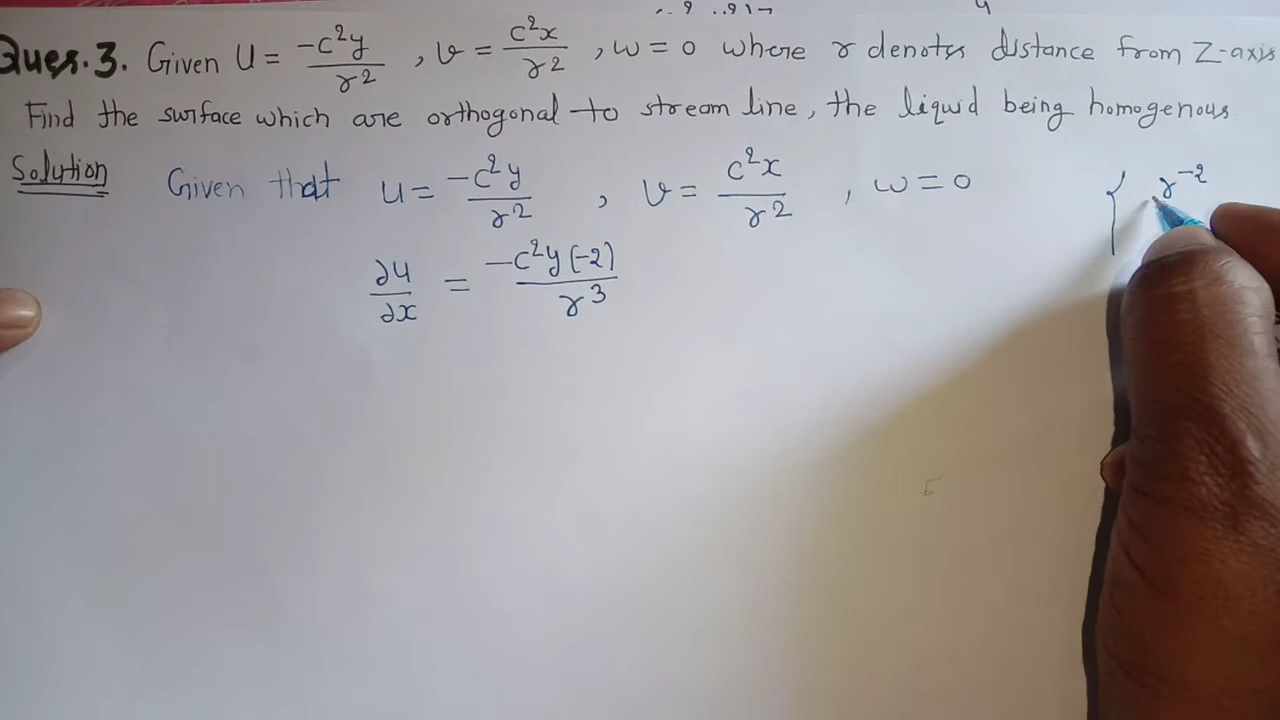 Ques.3. Given U = -c²y/r² , v = c²x/r² , w = 0 where r denotes distance from Z-axis
Find the surface which are orthogonal to stream line, the liquid being homogenous
Solution Given that u = -c²y/r² , v = c²x/r² , w = 0 { r⁻²
∂u/∂x = -c²y(-2)/r³